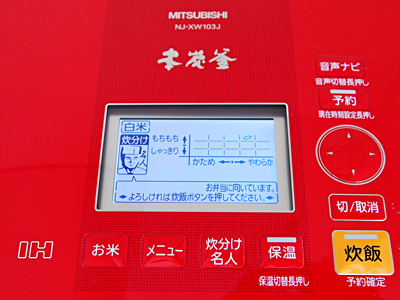 MITSUBISHI
NJ-XW103J
本炭釜
音声ナビ
音声切替長押し
予約
現在時刻設定長押し
白米
炊分け
名人
もちもち
しゃっきり
かため
やわらか
お弁当に向いています。
よろしければ炊飯ボタンを押してください。
切/取消
IH
お米
メニュー
炊分け
名人
保温
保温切替長押し
炊飯
予約確定